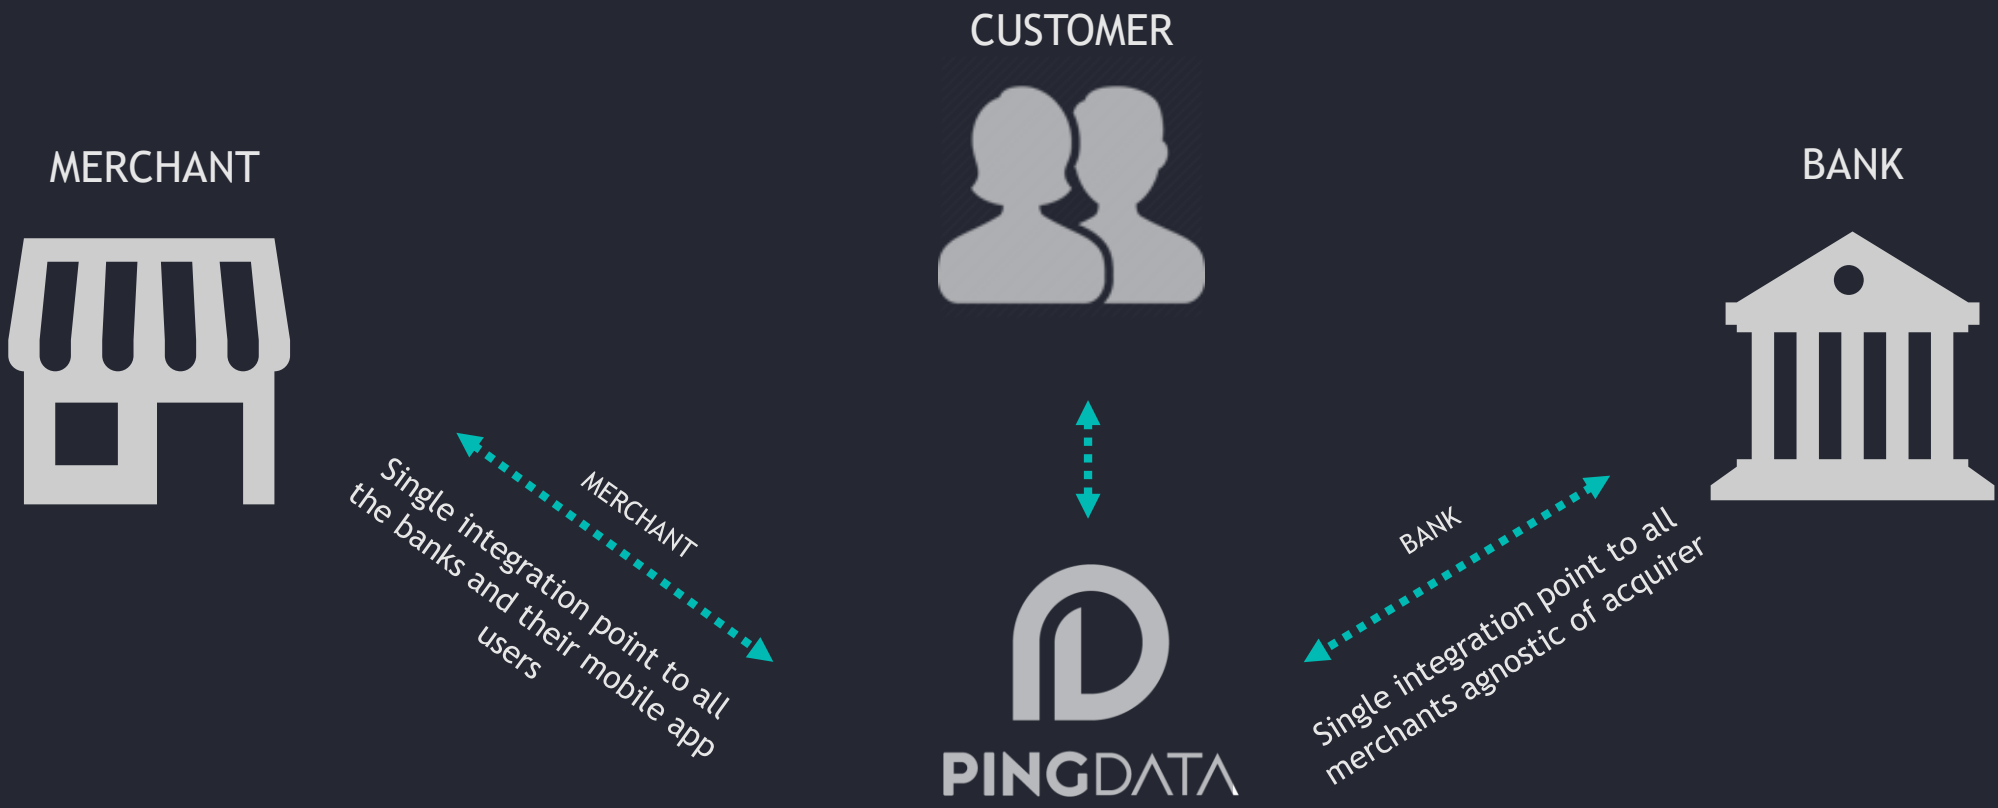 CUSTOMER
MERCHANT
BANK
MERCHANT
Single integration point to all
the banks and their mobile app
users
BANK
Single integration point to all
merchants agnostic of acquirer
PINGDATA